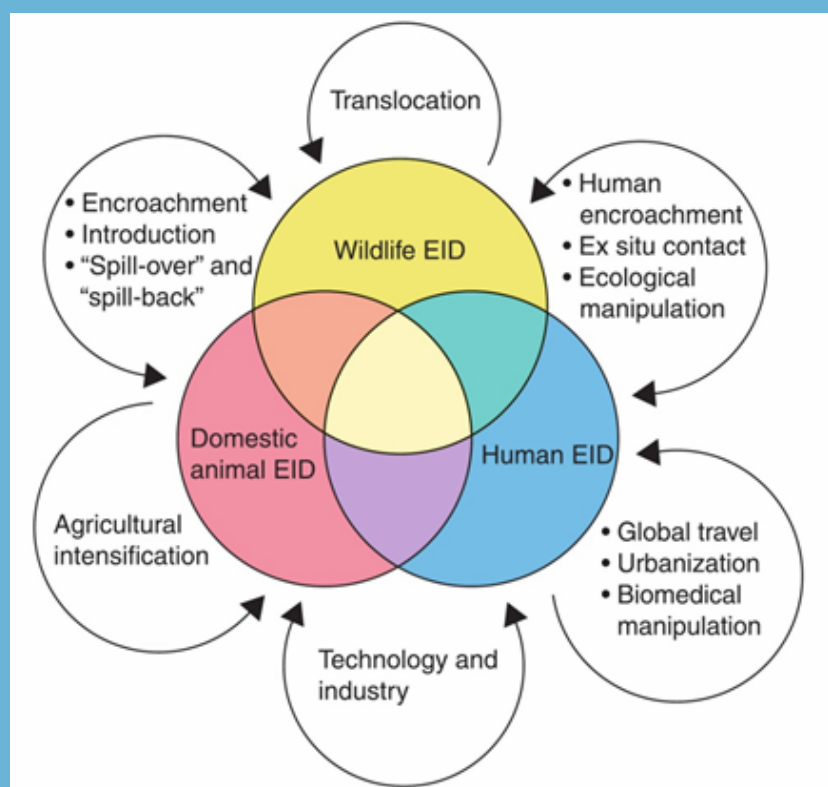 Translocation
• Encroachment
• Introduction
• “Spill-over” and
“spill-back”
Wildlife EID
• Human
encroachment
• Ex situ contact
• Ecological
manipulation
Domestic
animal EID
Human EID
Agricultural
intensification
• Global travel
• Urbanization
• Biomedical
manipulation
Technology and
industry